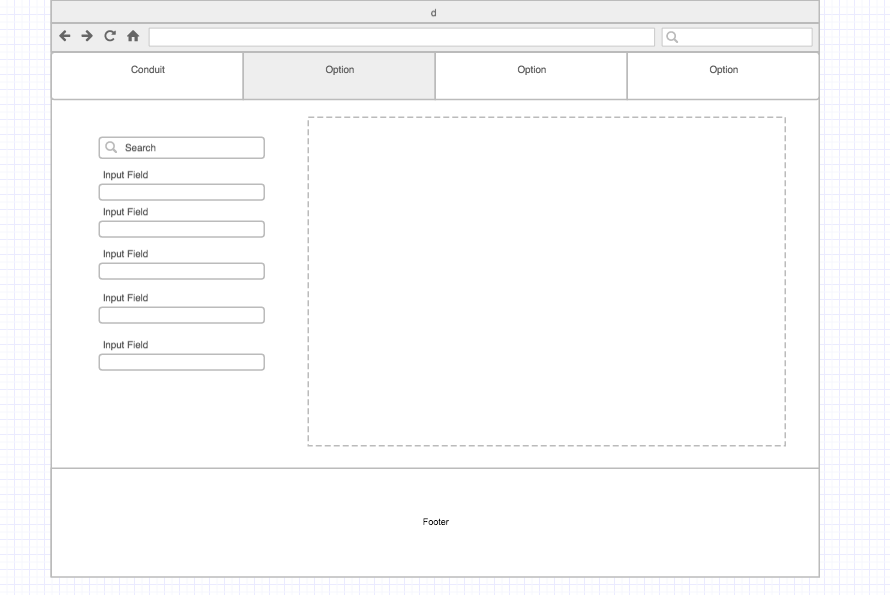 d
Conduit
Option
Option
Option
Search
Input Field
Input Field
Input Field
Input Field
Input Field
Footer